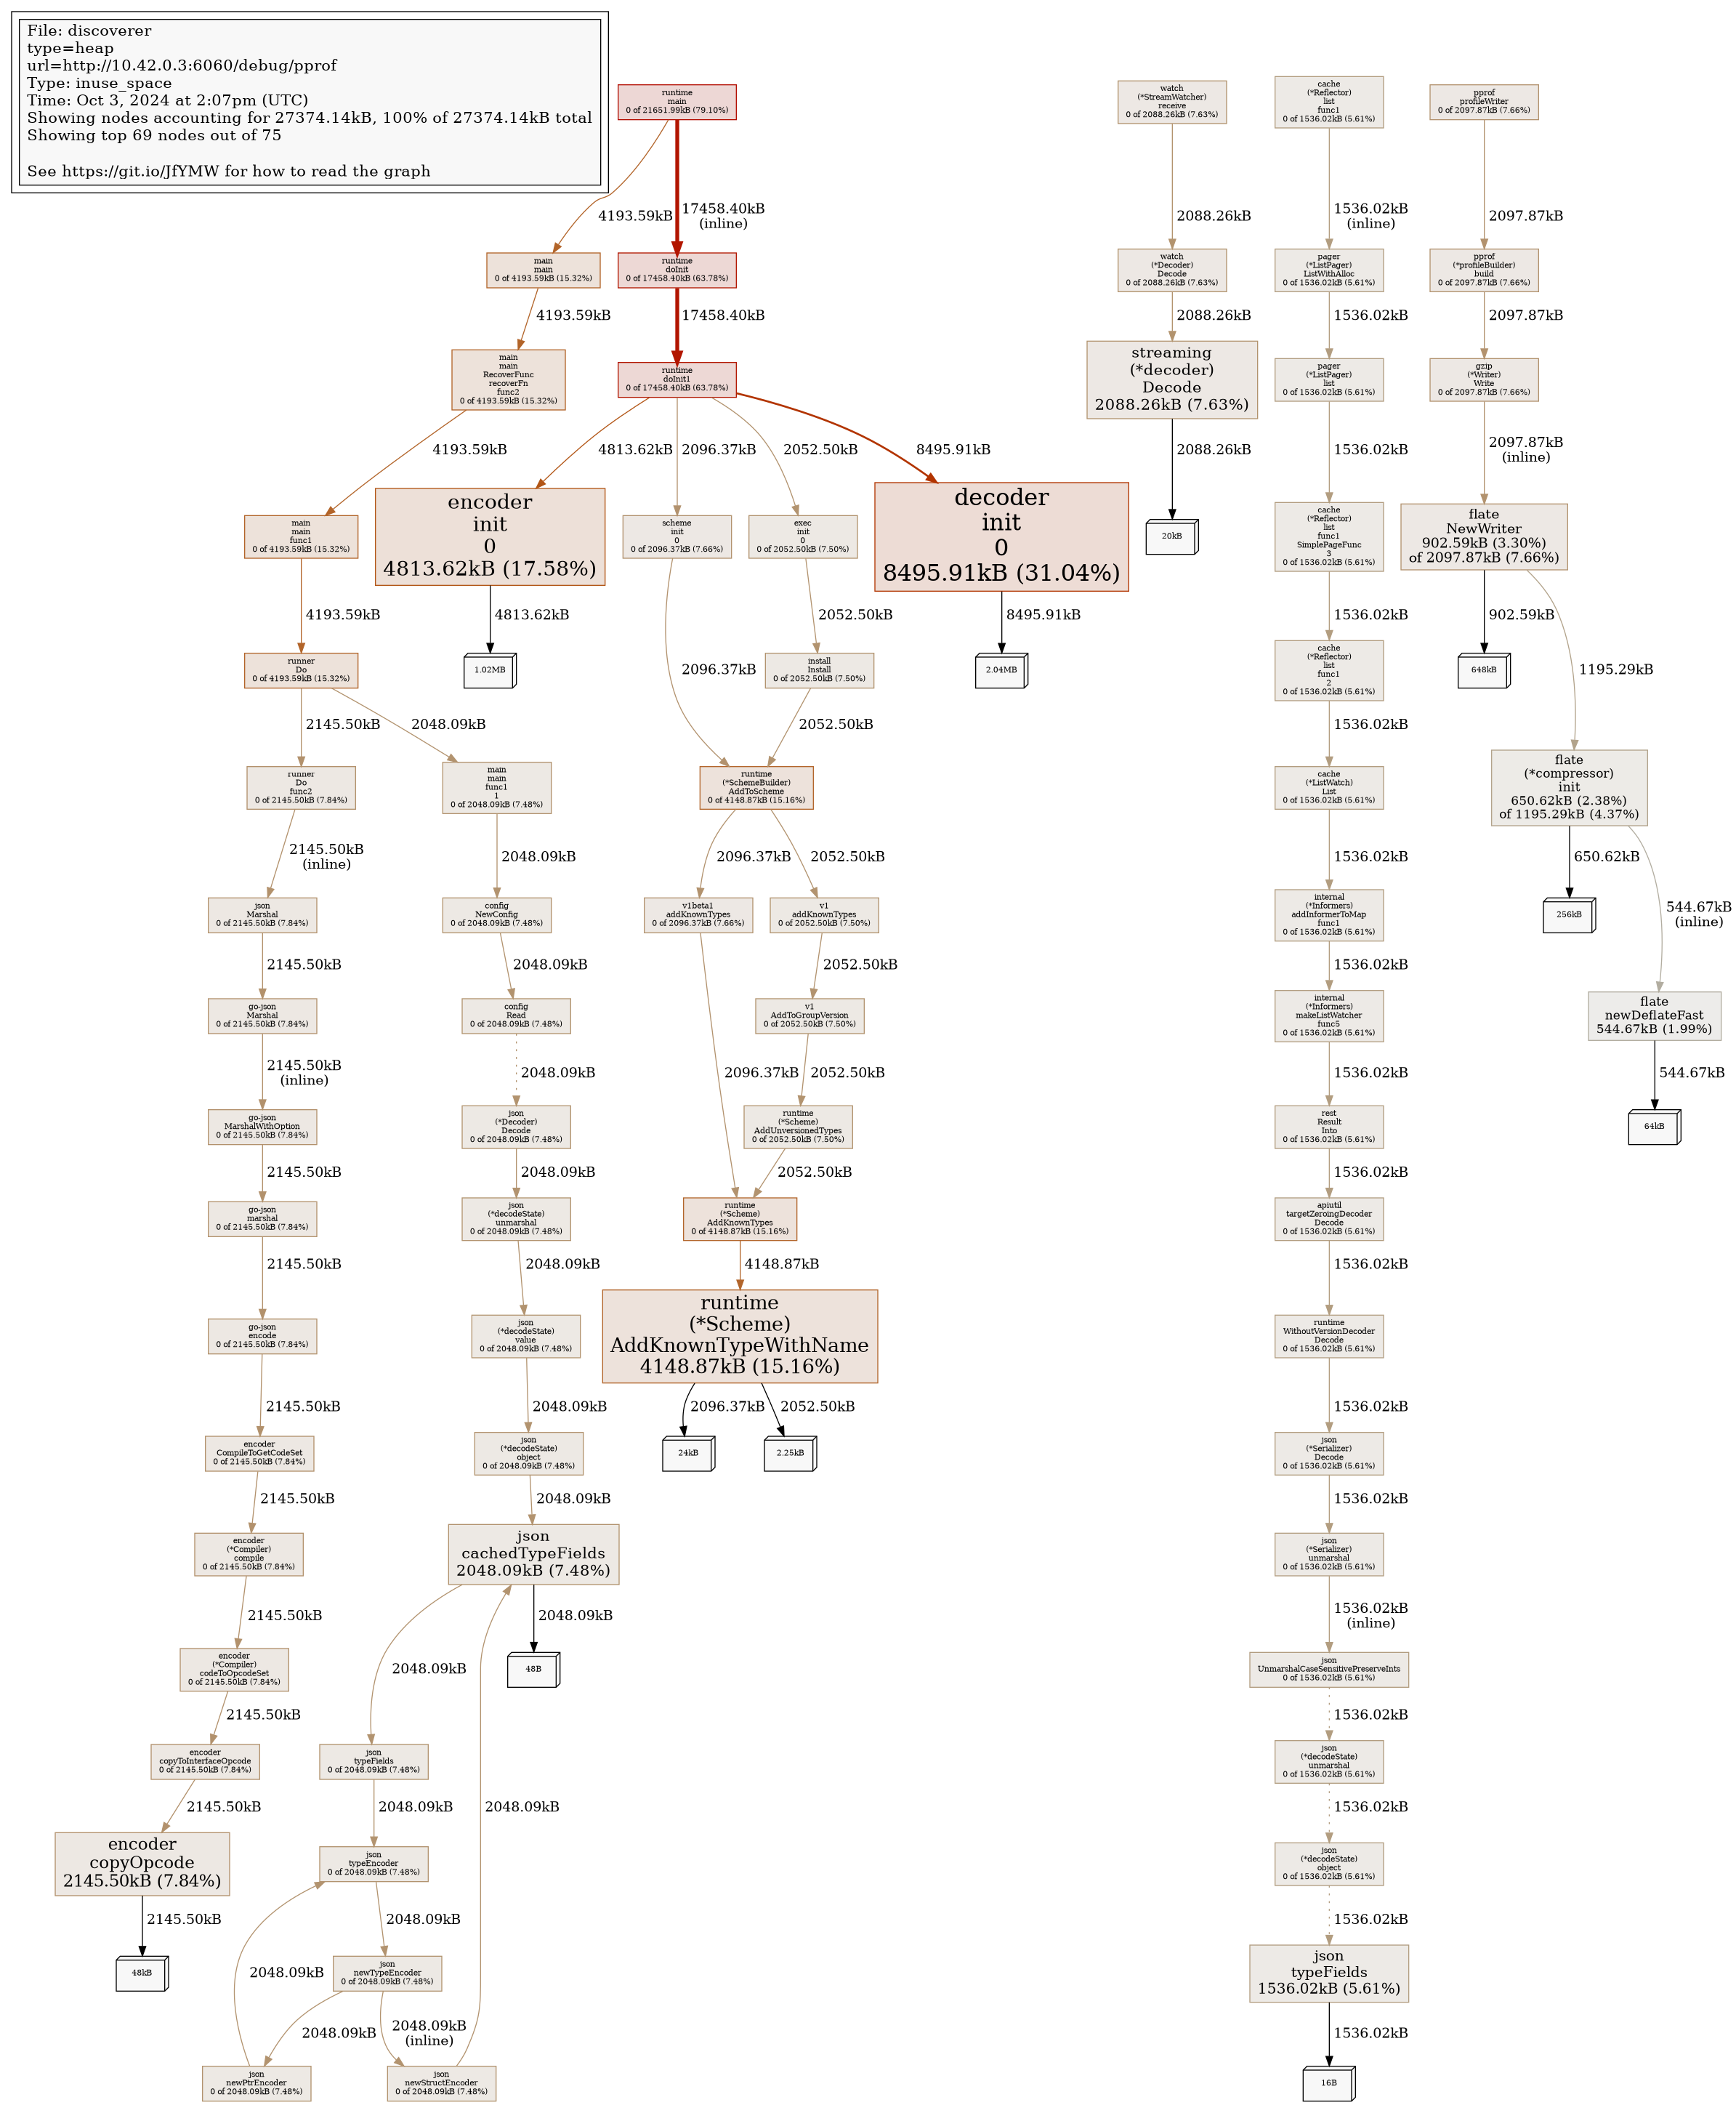 File: discoverer
type=heap
url=http://10.42.0.3:6060/debug/pprof
Type: inuse_space
Time: Oct 3, 2024 at 2:07pm (UTC)
Showing nodes accounting for 27374.14kB, 100% of 27374.14kB total
Showing top 69 nodes out of 75
See https://git.io/JfYMW for how to read the graph
runtime
main
0 of 21651.99kB (79.10%)
4193.59kB
17458.40kB
(inline)
main
main
0 of 4193.59kB (15.32%)
runtime
doInit
0 of 17458.40kB (63.78%)
4193.59kB
17458.40kB
main
main
RecoverFunc
recoverFn
func2
0 of 4193.59kB (15.32%)
runtime
doInit1
0 of 17458.40kB (63.78%)
4193.59kB
4813.62kB
2096.37kB
2052.50kB
8495.91kB
main
main
func1
0 of 4193.59kB (15.32%)
encoder
init
0
4813.62kB (17.58%)
scheme
init
0
0 of 2096.37kB (7.66%)
exec
init
0
0 of 2052.50kB (7.50%)
decoder
init
0
8495.91kB (31.04%)
4193.59kB
4813.62kB
2096.37kB
2052.50kB
8495.91kB
runner
Do
0 of 4193.59kB (15.32%)
1.02MB
install
Install
0 of 2052.50kB (7.50%)
2.04MB
2145.50kB
2048.09kB
2052.50kB
runner
Do
func2
0 of 2145.50kB (7.84%)
main
main
func1
1
0 of 2048.09kB (7.48%)
runtime
(*SchemeBuilder)
AddToScheme
0 of 4148.87kB (15.16%)
2145.50kB
(inline)
2048.09kB
2096.37kB
2052.50kB
json
Marshal
0 of 2145.50kB (7.84%)
config
NewConfig
0 of 2048.09kB (7.48%)
v1beta1
addKnownTypes
0 of 2096.37kB (7.66%)
v1
addKnownTypes
0 of 2052.50kB (7.50%)
2145.50kB
2048.09kB
2096.37kB
2052.50kB
go-json
Marshal
0 of 2145.50kB (7.84%)
config
Read
0 of 2048.09kB (7.48%)
v1
AddToGroupVersion
0 of 2052.50kB (7.50%)
2145.50kB
(inline)
2048.09kB
2052.50kB
go-json
MarshalWithOption
0 of 2145.50kB (7.84%)
json
(*Decoder)
Decode
0 of 2048.09kB (7.48%)
runtime
(*Scheme)
AddUnversionedTypes
0 of 2052.50kB (7.50%)
2145.50kB
2048.09kB
2052.50kB
go-json
marshal
0 of 2145.50kB (7.84%)
json
(*decodeState)
unmarshal
0 of 2048.09kB (7.48%)
runtime
(*Scheme)
AddKnownTypes
0 of 4148.87kB (15.16%)
2145.50kB
2048.09kB
4148.87kB
go-json
encode
0 of 2145.50kB (7.84%)
json
(*decodeState)
value
0 of 2048.09kB (7.48%)
runtime
(*Scheme)
AddKnownTypeWithName
4148.87kB (15.16%)
2145.50kB
2048.09kB
2096.37kB
2052.50kB
encoder
CompileToGetCodeSet
0 of 2145.50kB (7.84%)
json
(*decodeState)
object
0 of 2048.09kB (7.48%)
24kB
2.25kB
2145.50kB
2048.09kB
encoder
(*Compiler)
compile
0 of 2145.50kB (7.84%)
json
cachedTypeFields
2048.09kB (7.48%)
2145.50kB
2048.09kB
2048.09kB
encoder
(*Compiler)
codeToOpcodeSet
0 of 2145.50kB (7.84%)
48B
2145.50kB
encoder
copyToInterfaceOpcode
0 of 2145.50kB (7.84%)
json
typeFields
0 of 2048.09kB (7.48%)
2145.50kB
2048.09kB
2048.09kB
encoder
copyOpcode
2145.50kB (7.84%)
json
typeEncoder
0 of 2048.09kB (7.48%)
2145.50kB
2048.09kB
48kB
2048.09kB
json
newTypeEncoder
0 of 2048.09kB (7.48%)
2048.09kB
2048.09kB
(inline)
json
newPtrEncoder
0 of 2048.09kB (7.48%)
json
newStructEncoder
0 of 2048.09kB (7.48%)
watch
(*StreamWatcher)
receive
0 of 2088.26kB (7.63%)
2088.26kB
watch
(*Decoder)
Decode
0 of 2088.26kB (7.63%)
2088.26kB
streaming
(*decoder)
Decode
2088.26kB (7.63%)
2088.26kB
20kB
cache
(*Reflector)
list
func1
0 of 1536.02kB (5.61%)
1536.02kB
(inline)
pager
(*ListPager)
ListWithAlloc
0 of 1536.02kB (5.61%)
1536.02kB
pager
(*ListPager)
list
0 of 1536.02kB (5.61%)
1536.02kB
cache
(*Reflector)
list
func1
SimplePageFunc
3
0 of 1536.02kB (5.61%)
1536.02kB
cache
(*Reflector)
list
func1
2
0 of 1536.02kB (5.61%)
1536.02kB
cache
(*ListWatch)
List
0 of 1536.02kB (5.61%)
1536.02kB
internal
(*Informers)
addInformerToMap
func1
0 of 1536.02kB (5.61%)
1536.02kB
internal
(*Informers)
makeListWatcher
func5
0 of 1536.02kB (5.61%)
1536.02kB
rest
Result
Into
0 of 1536.02kB (5.61%)
1536.02kB
apiutil
targetZeroingDecoder
Decode
0 of 1536.02kB (5.61%)
1536.02kB
runtime
WithoutVersionDecoder
Decode
0 of 1536.02kB (5.61%)
1536.02kB
json
(*Serializer)
Decode
0 of 1536.02kB (5.61%)
1536.02kB
json
(*Serializer)
unmarshal
0 of 1536.02kB (5.61%)
1536.02kB
(inline)
json
UnmarshalCaseSensitivePreserveInts
0 of 1536.02kB (5.61%)
1536.02kB
json
(*decodeState)
unmarshal
0 of 1536.02kB (5.61%)
1536.02kB
json
(*decodeState)
object
0 of 1536.02kB (5.61%)
1536.02kB
json
typeFields
1536.02kB (5.61%)
1536.02kB
16B
pprof
profileWriter
0 of 2097.87kB (7.66%)
2097.87kB
pprof
(*profileBuilder)
build
0 of 2097.87kB (7.66%)
2097.87kB
gzip
(*Writer)
Write
0 of 2097.87kB (7.66%)
2097.87kB
(inline)
flate
NewWriter
902.59kB (3.30%)
of 2097.87kB (7.66%)
902.59kB
1195.29kB
648kB
flate
(*compressor)
init
650.62kB (2.38%)
of 1195.29kB (4.37%)
650.62kB
544.67kB
(inline)
256kB
flate
newDeflateFast
544.67kB (1.99%)
544.67kB
64kB